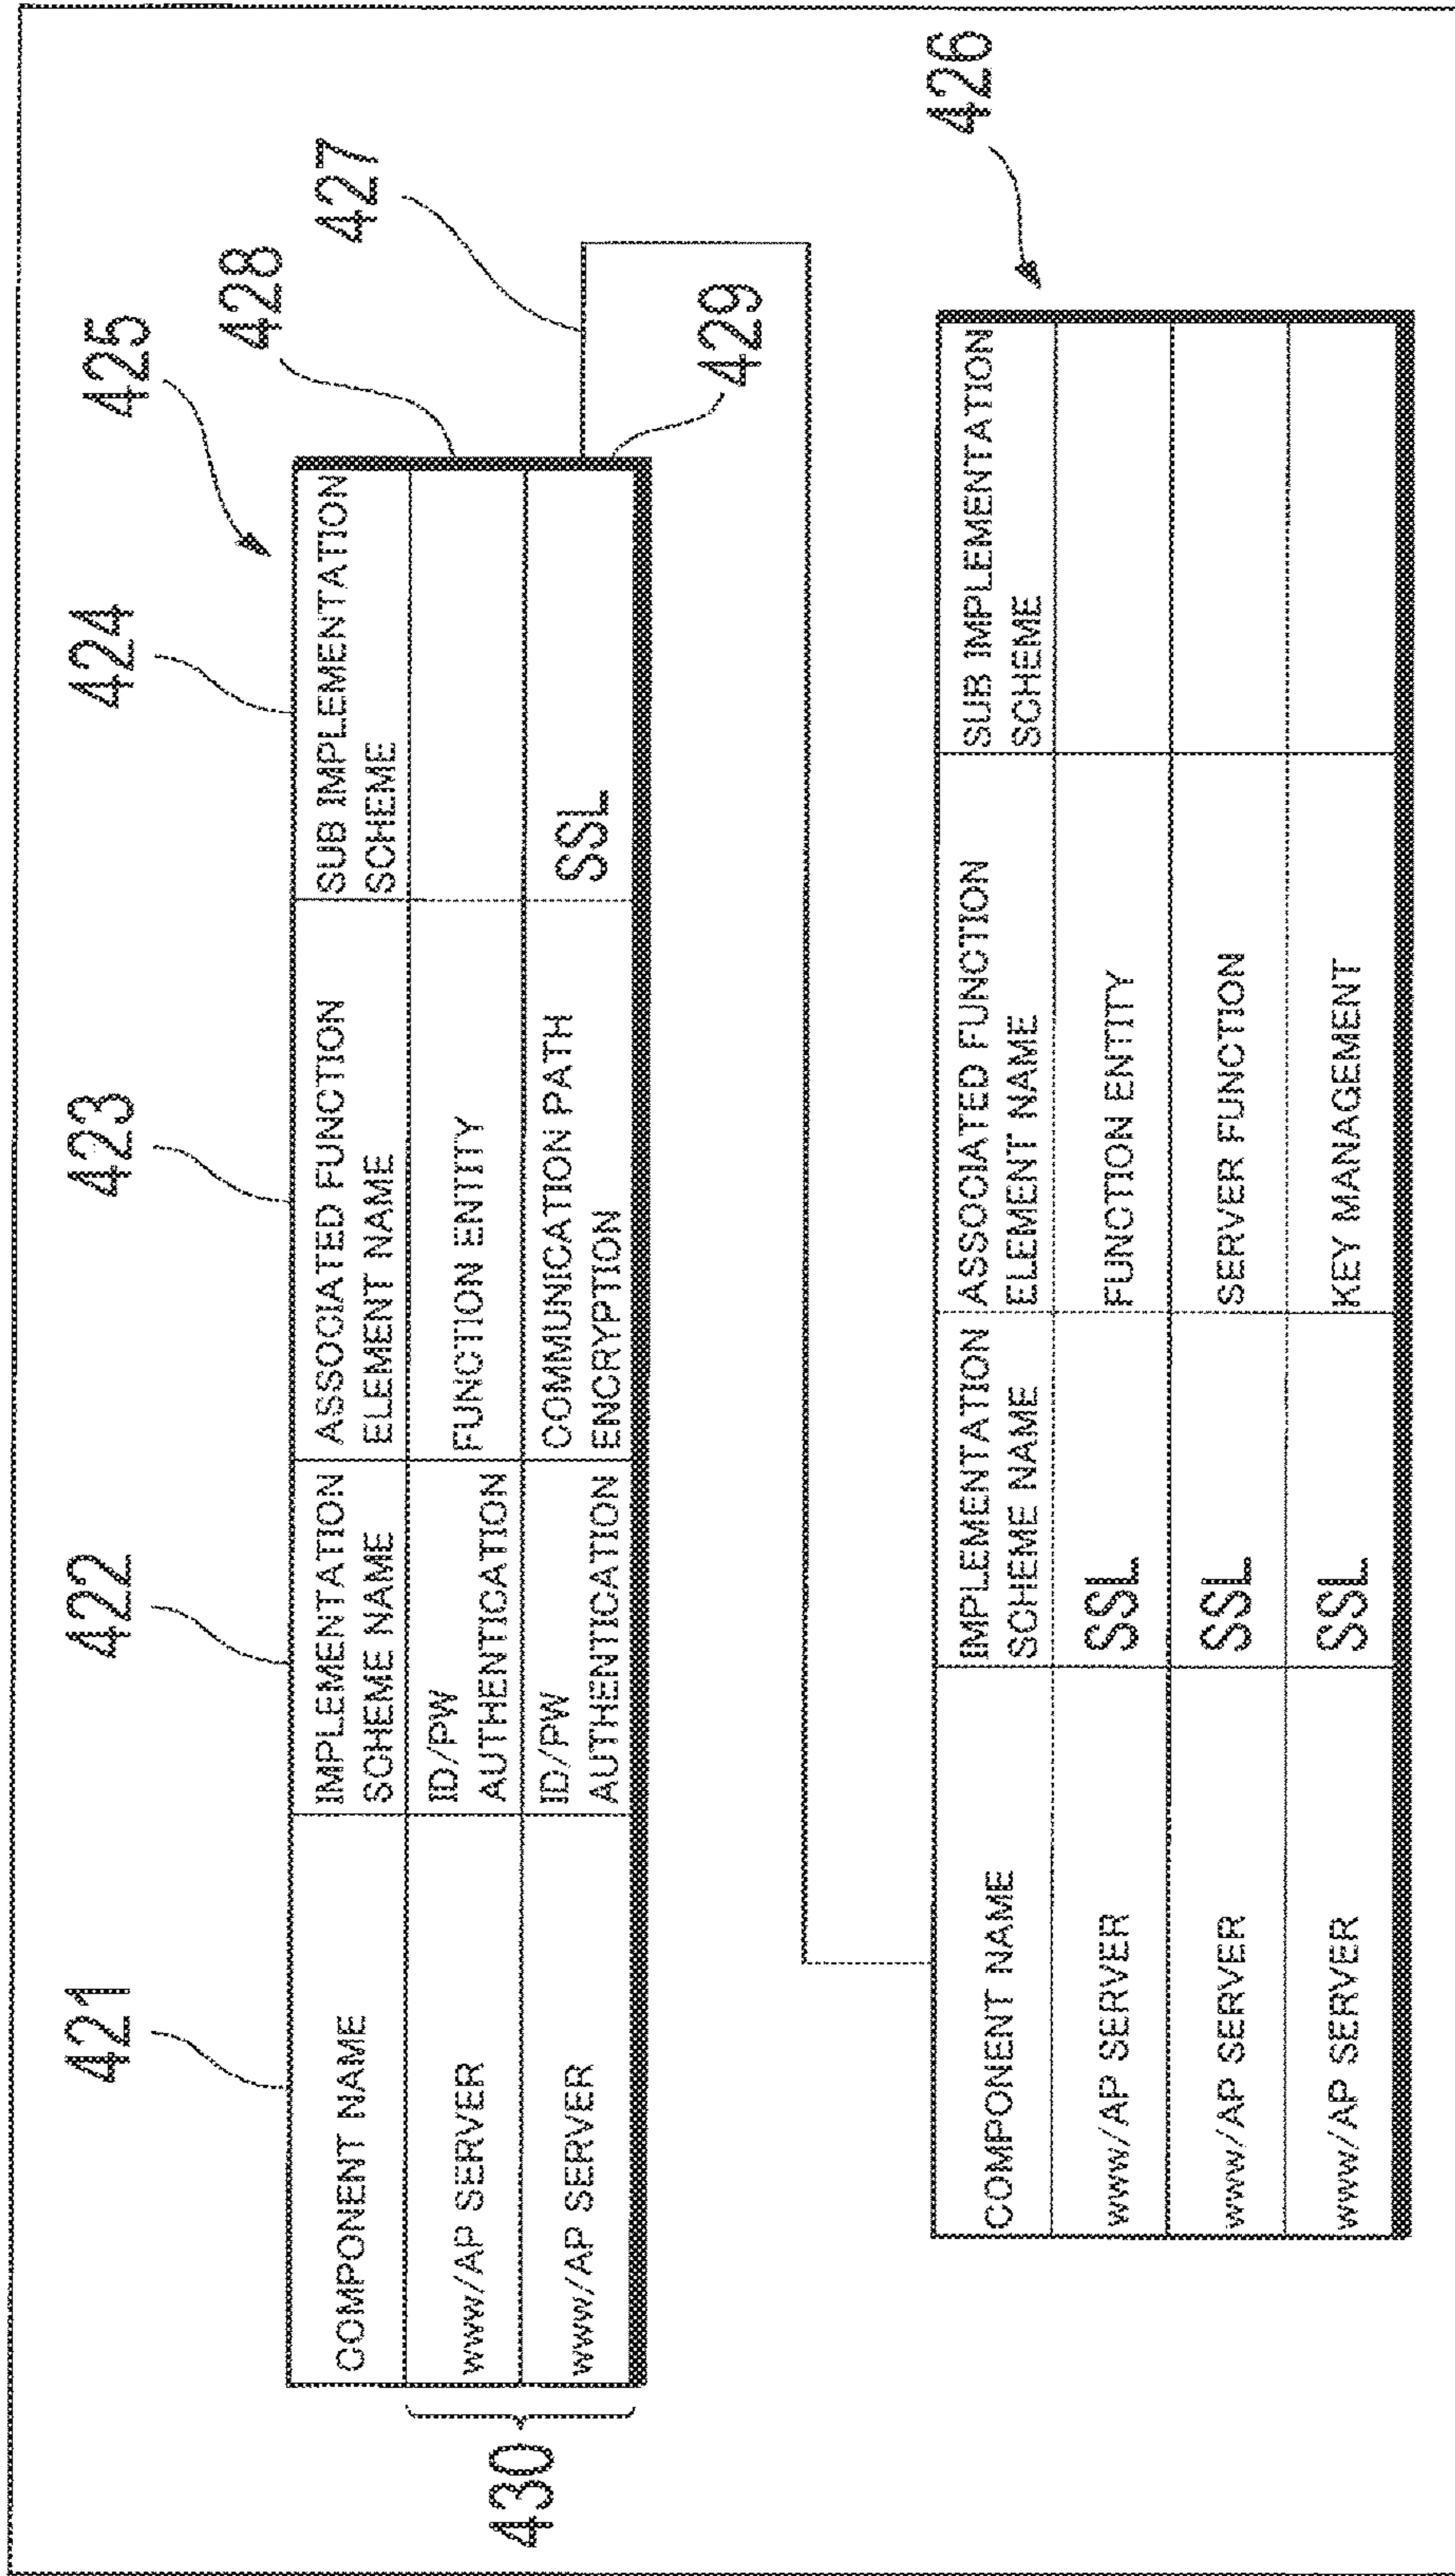 421
422
423
424
425
428
427
COMPONENT NAME
IMPLEMENTATION
SCHEME NAME
ASSOCIATED FUNCTION
ELEMENT NAME
SUB IMPLEMENTATION
SCHEME
www/AP SERVER
ID/PW
AUTHENTICATION
FUNCTION ENTITY
www/AP SERVER
ID/PW
AUTHENTICATION
COMMUNICATION PATH
ENCRYPTION
SSL
430
429
426
COMPONENT NAME
IMPLEMENTATION
SCHEME NAME
ASSOCIATED FUNCTION
ELEMENT NAME
SUB IMPLEMENTATION
SCHEME
www/AP SERVER
SSL
FUNCTION ENTITY
www/AP SERVER
SSL
SERVER FUNCTION
www/AP SERVER
SSL
KEY MANAGEMENT